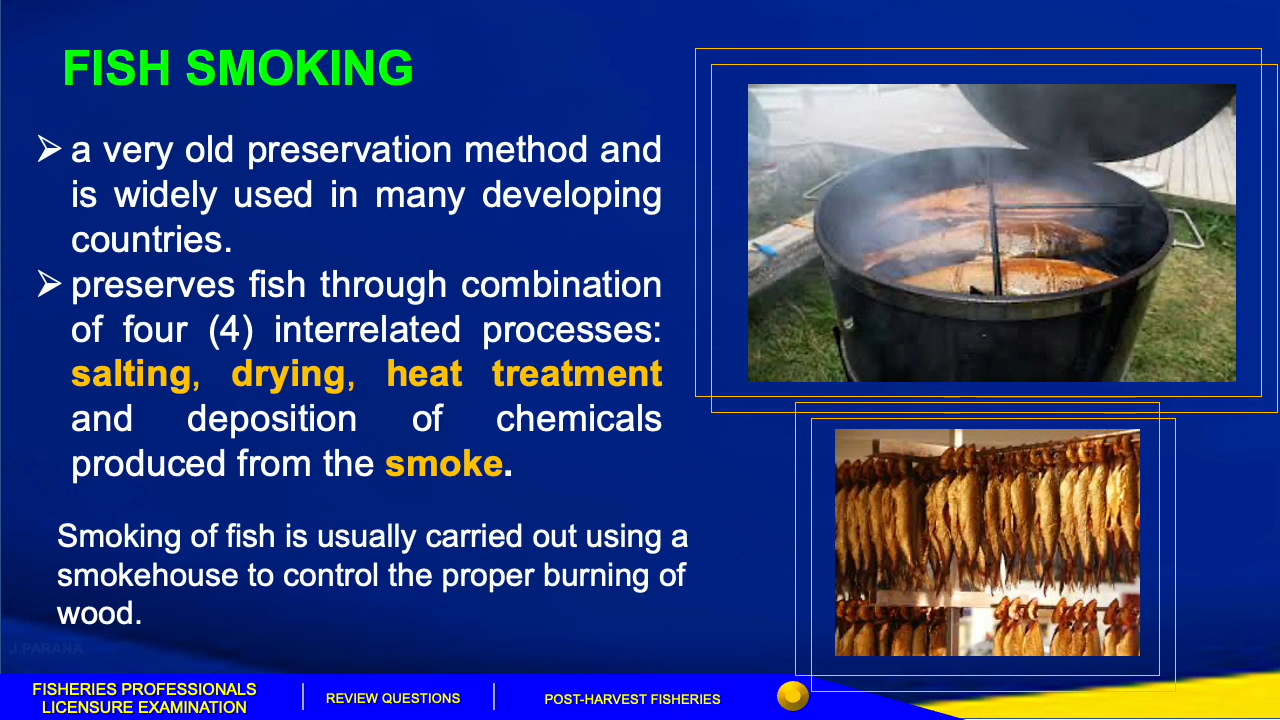 FISH SMOKING
➢ a very old preservation method and
is widely used in many developing
countries.
➢ preserves fish through combination
of four (4) interrelated processes:
salting, drying, heat treatment
and deposition of chemicals
produced from the smoke.
Smoking of fish is usually carried out using a
smokehouse to control the proper burning of
wood.
J.PARANA
FISHERIES PROFESSIONALS
LICENSURE EXAMINATION
REVIEW QUESTIONS
POST-HARVEST FISHERIES